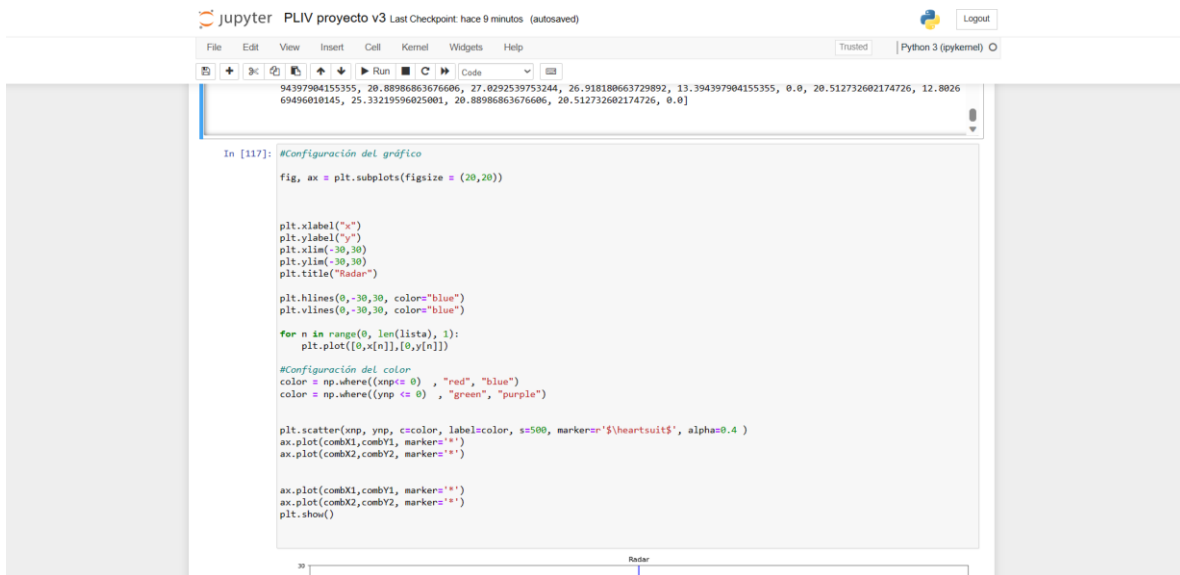 jupyter PLIV proyecto v3 Last Checkpoint: hace 9 minutos (autosaved) Logout
File Edit View Insert Cell Kernel Widgets Help Trusted Python 3 (ipykernel)
Run Code
94397904155355, 20.88986863676606, 27.0292539753244, 26.918180663729892, 13.394397904155355, 0.0, 20.512732602174726, 12.8026
69496010145, 25.33219596025001, 20.88986863676606, 20.512732602174726, 0.0]
In [117]: #Configuración del gráfico
fig, ax = plt.subplots(figsize = (20,20))
plt.xlabel("x")
plt.ylabel("y")
plt.xlim(-30,30)
plt.ylim(-30,30)
plt.title("Radar")
plt.hlines(0,-30,30, color="blue")
plt.vlines(0,-30,30, color="blue")
for n in range(0, len(lista), 1):
    plt.plot([0,x[n]],[0,y[n]])
#Configuración del color
color = np.where((xnp<= 0)  , "red", "blue")
color = np.where((ynp <= 0)  , "green", "purple")
plt.scatter(xnp, ynp, c=color, label=color, s=500, marker=r'$\heartsuit$', alpha=0.4 )
ax.plot(combX1,combY1, marker='*')
ax.plot(combX2,combY2, marker='*')
ax.plot(combX1,combY1, marker='*')
ax.plot(combX2,combY2, marker='*')
plt.show()
Radar
30